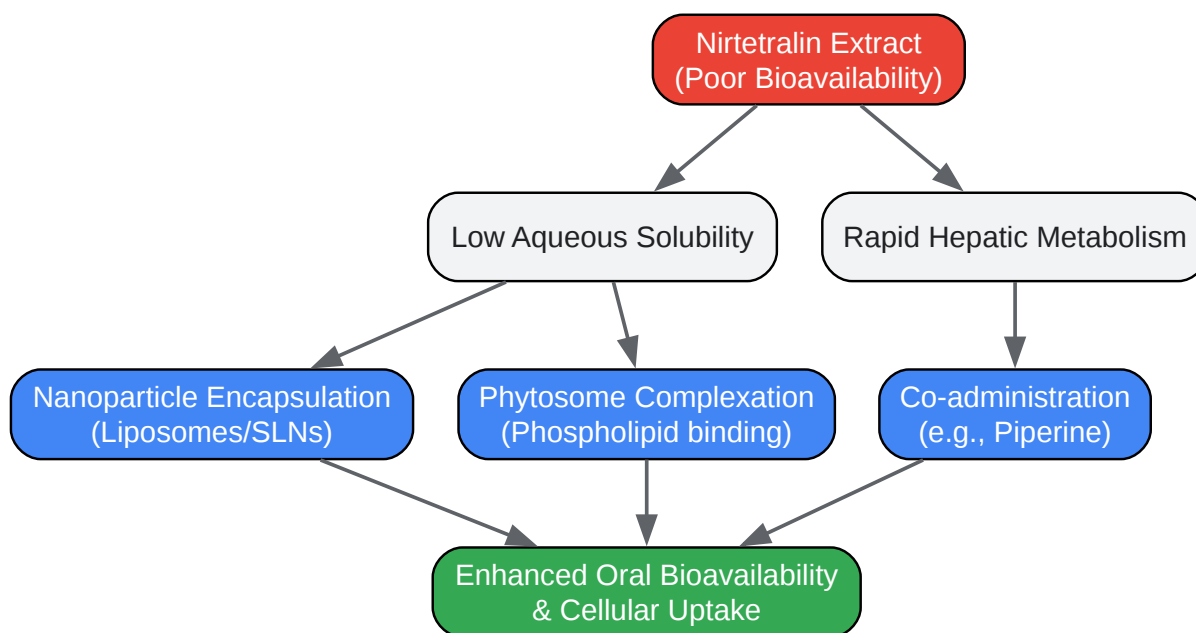 Nirtetralin Extract
(Poor Bioavailability)
Low Aqueous Solubility
Rapid Hepatic Metabolism
Nanoparticle Encapsulation
(Liposomes/SLNs)
Phytosome Complexation
(Phospholipid binding)
Co-administration
(e.g., Piperine)
Enhanced Oral Bioavailability
& Cellular Uptake